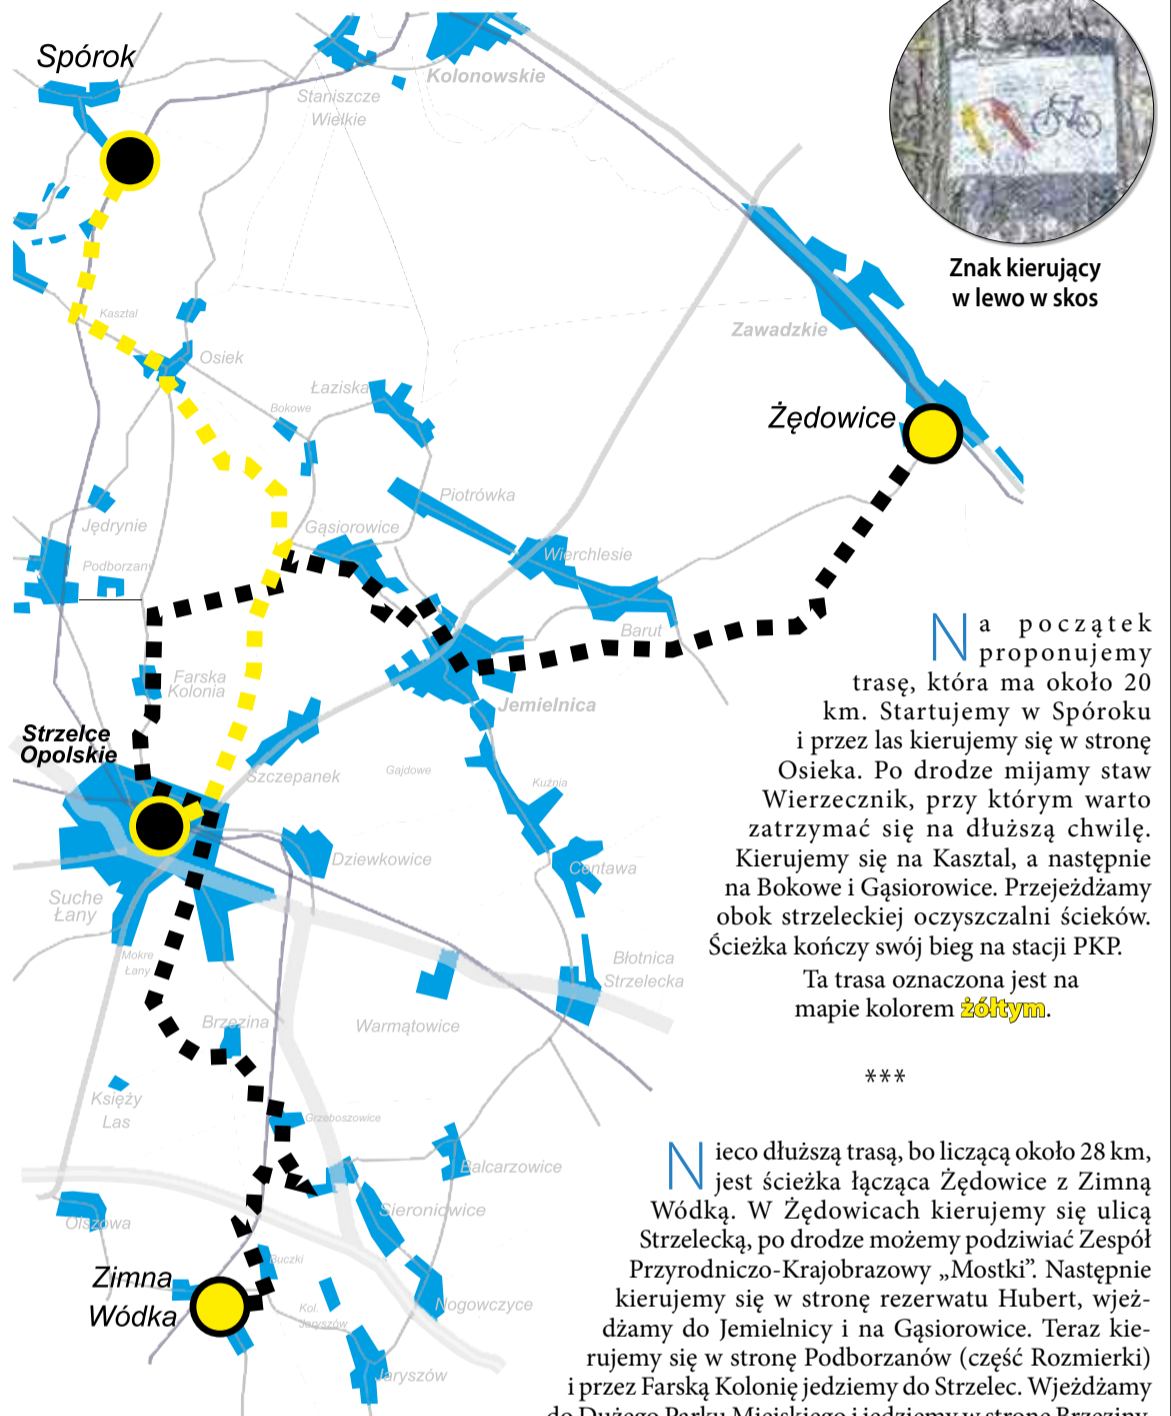 Spórok
Staniszcze
Wielkie
Kolonowskie
Znak kierujący
w lewo w skos
Kasztal
Osiek
Zawadzkie
Łaziska
Bokowe
Żędowice
Piotrówka
Jędrynie
Gąsiorowice
Wierchlesie
Podborzany
Barut
Farska
Kolonia
Jemielnica
Strzelce
Opolskie
Szczepanek
Gajdowe
Kuźnia
Dziewkowice
Centawa
Suche
Łany
Mokre
Łany
Błotnica
Strzelecka
Brzezina
Warmątowice
Księży
Las
Grzeboszowice
Balcarzowice
Olszowa
Sieroniowice
Buczki
Zimna
Wódka
Kol.
Jaryszów
Nogowczyce
Jaryszów
Na początek
proponujemy
trasę, która ma około 20
km. Startujemy w Spóroku
i przez las kierujemy się w stronę
Osieka. Po drodze mijamy staw
Wierzecznik, przy którym warto
zatrzymać się na dłuższą chwilę.
Kierujemy się na Kasztal, a następnie
na Bokowe i Gąsiorowice. Przejeżdżamy
obok strzeleckiej oczyszczalni ścieków.
Ścieżka kończy swój bieg na stacji PKP.
Ta trasa oznaczona jest na
mapie kolorem żółtym.
***
Nieco dłuższą trasą, bo liczącą około 28 km,
jest ścieżka łącząca Żędowice z Zimną
Wódką. W Żędowicach kierujemy się ulicą
Strzelecką, po drodze możemy podziwiać Zespół
Przyrodniczo-Krajobrazowy „Mostki”. Następnie
kierujemy się w stronę rezerwatu Hubert, wjeż-
dżamy do Jemielnicy i na Gąsiorowice. Teraz kie-
rujemy się w stronę Podborzanów (część Rozmierki)
i przez Farską Kolonię jedziemy do Strzelec. Wjeżdżamy
do Dużego Parku Miejskiego i jedziemy w stronę Brzeziny,